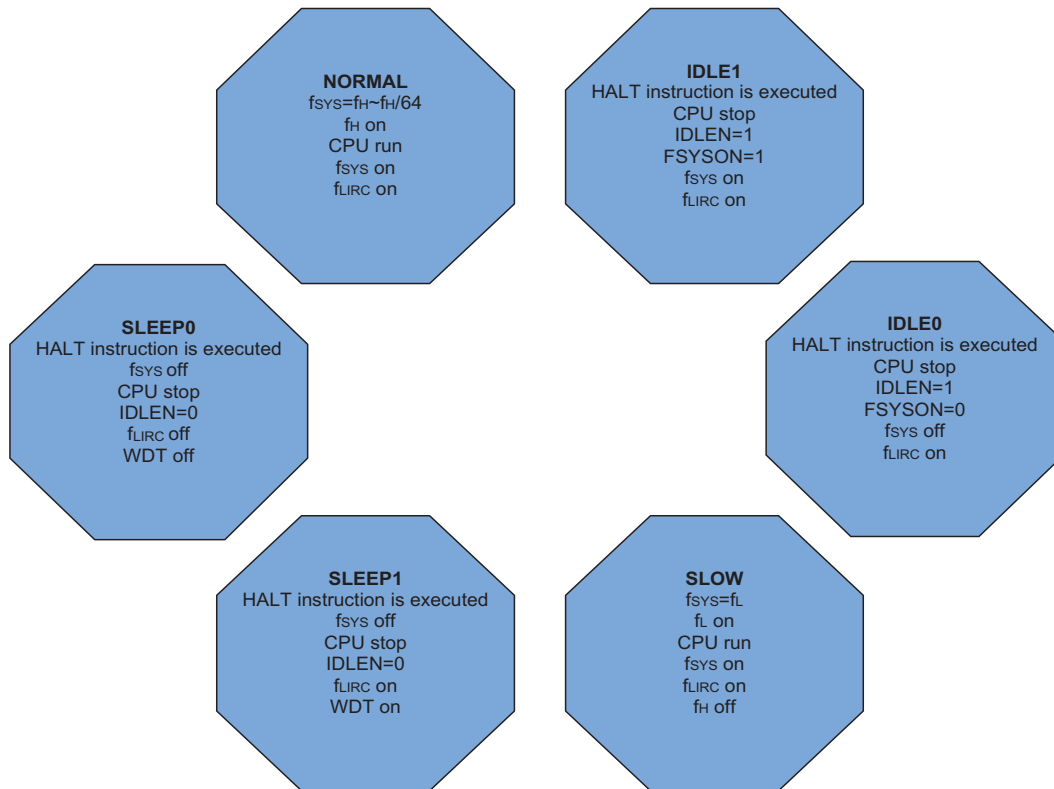 NORMAL
fSYS=fH~fH/64
fH on
CPU run
fSYS on
fLIRC on
IDLE1
HALT instruction is executed
CPU stop
IDLEN=1
FSYSON=1
fSYS on
fLIRC on
SLEEP0
HALT instruction is executed
fSYS off
CPU stop
IDLEN=0
fLIRC off
WDT off
IDLE0
HALT instruction is executed
CPU stop
IDLEN=1
FSYSON=0
fSYS off
fLIRC on
SLEEP1
HALT instruction is executed
fSYS off
CPU stop
IDLEN=0
fLIRC on
WDT on
SLOW
fSYS=fL
fL on
CPU run
fSYS on
fLIRC on
fH off